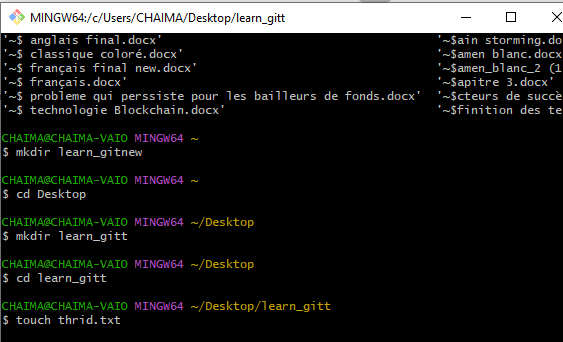 MINGW64:/c/Users/CHAIMA/Desktop/learn_gitt
'~$ anglais final.docx' '~$ain storming.do
'~$ classique coloré.docx' '~$amen blanc.docx
'~$ français final new.docx' '~$amen_blanc_2 (1
'~$ français.docx' '~$apitre 3.docx'
'~$ probleme qui perssiste pour les bailleurs de fonds.docx' '~$cteurs de succè
'~$ technologie Blockchain.docx' '~$finition des te
CHAIMA@CHAIMA-VAIO MINGW64 ~
$ mkdir learn_gitnew
CHAIMA@CHAIMA-VAIO MINGW64 ~
$ cd Desktop
CHAIMA@CHAIMA-VAIO MINGW64 ~/Desktop
$ mkdir learn_gitt
CHAIMA@CHAIMA-VAIO MINGW64 ~/Desktop
$ cd learn_gitt
CHAIMA@CHAIMA-VAIO MINGW64 ~/Desktop/learn_gitt
$ touch thrid.txt